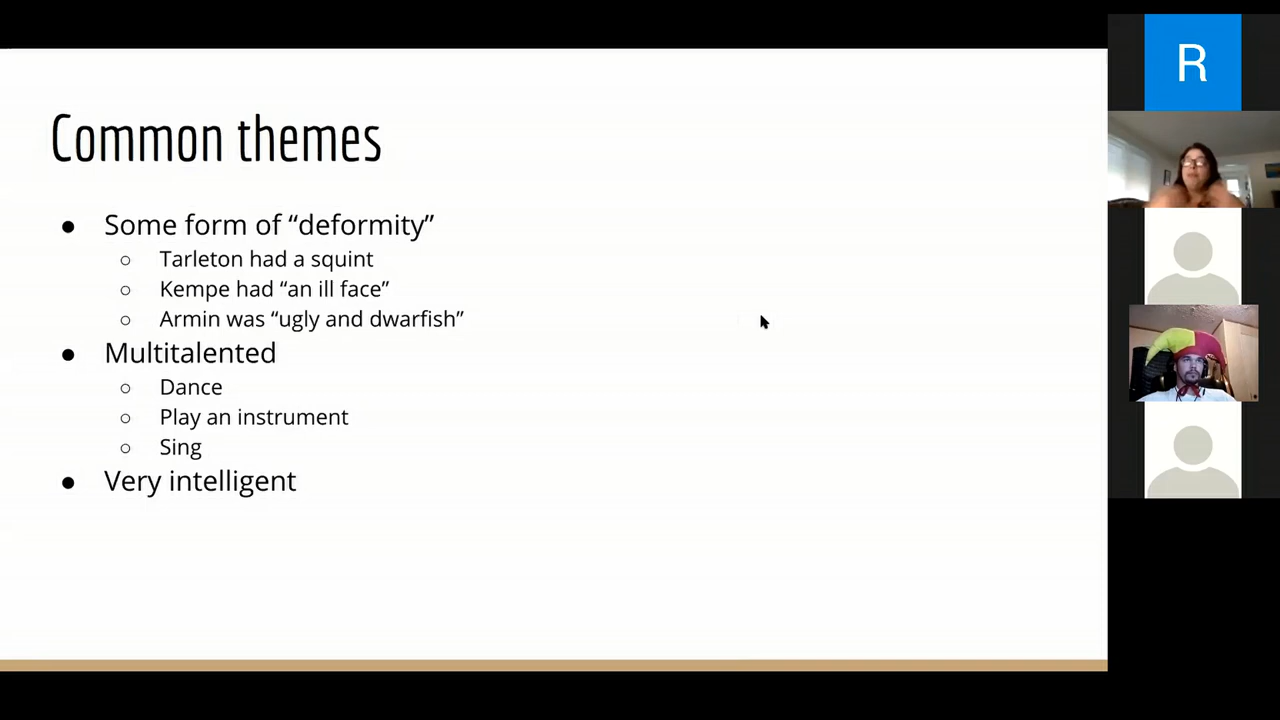 Common themes
● Some form of “deformity”
○ Tarleton had a squint
○ Kempe had “an ill face”
○ Armin was “ugly and dwarfish”
● Multitalented
○ Dance
○ Play an instrument
○ Sing
● Very intelligent
R